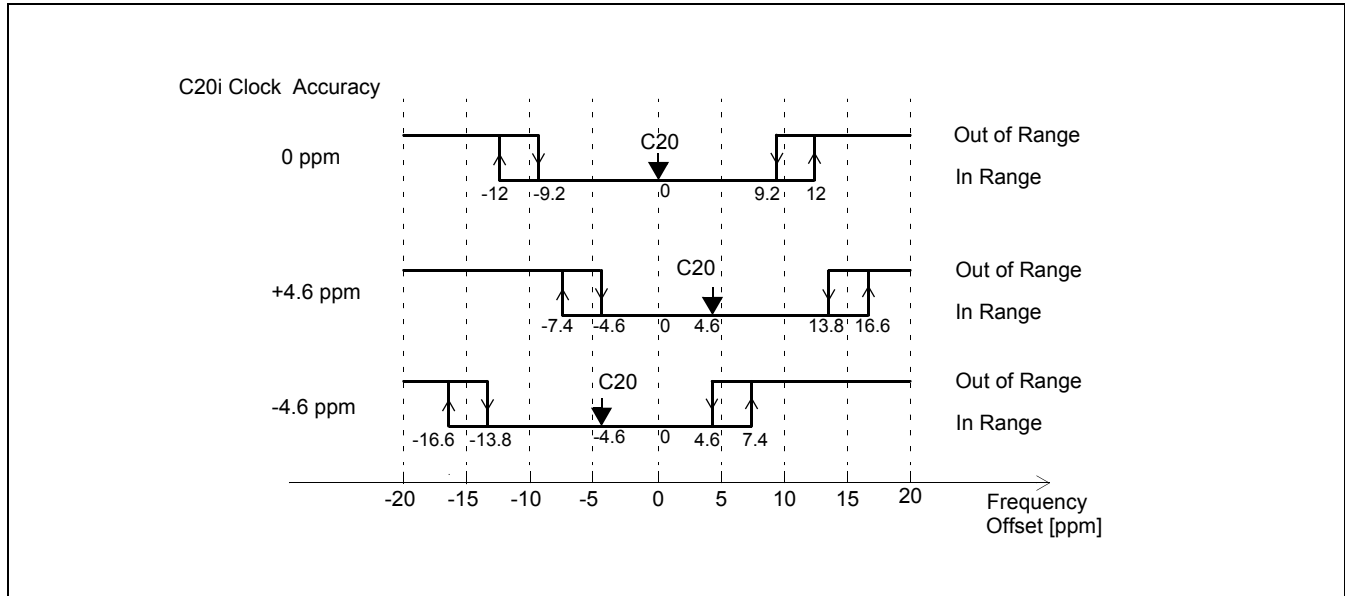 C20i Clock Accuracy
0 ppm
C20
Out of Range
In Range
-12 -9.2 0 9.2 12
+4.6 ppm
C20
Out of Range
In Range
-7.4 -4.6 0 4.6 13.8 16.6
-4.6 ppm
C20
Out of Range
In Range
-16.6 -13.8 -4.6 0 4.6 7.4
-20 -15 -10 -5 0 5 10 15 20
Frequency
Offset [ppm]